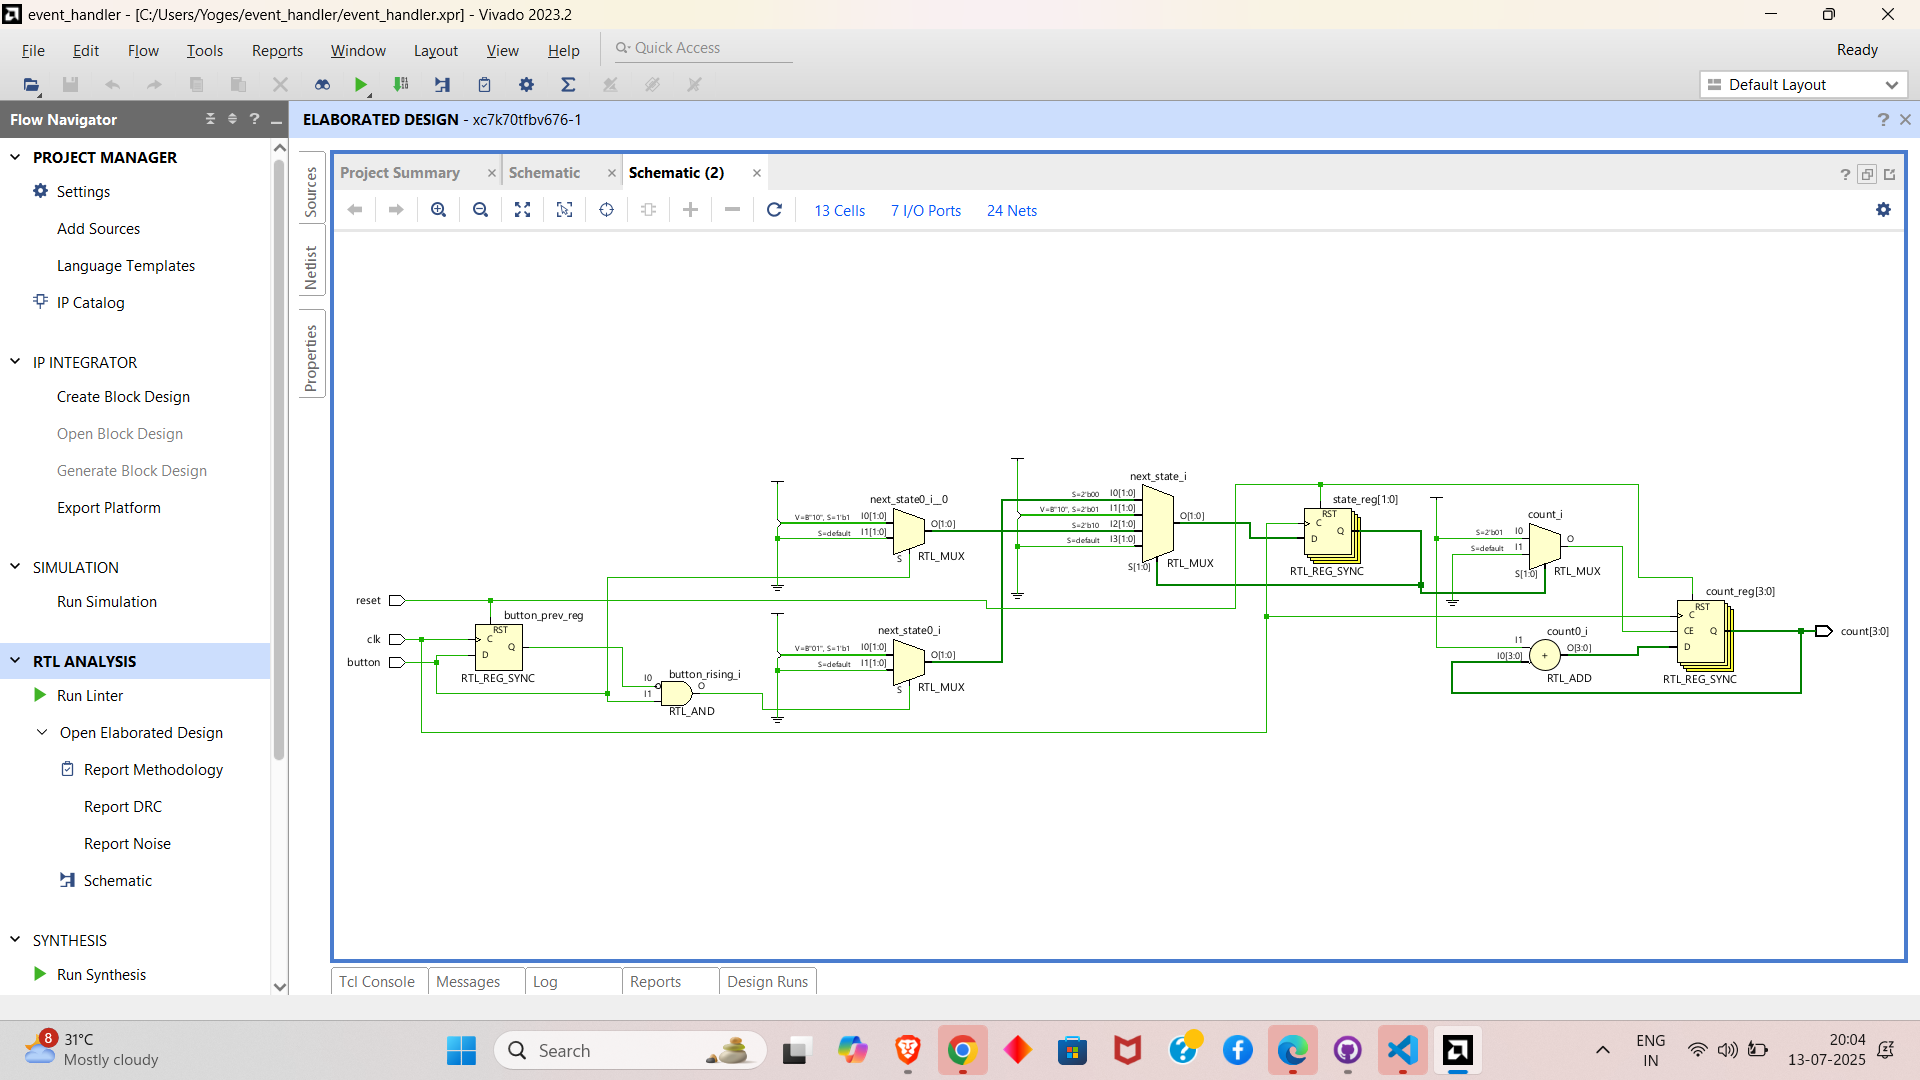 event_handler - [C:/Users/Yoges/event_handler/event_handler.xpr] - Vivado 2023.2
File Edit Flow Tools Reports Window Layout View Help Quick Access Ready
Default Layout
Flow Navigator
ELABORATED DESIGN - xc7k70tfbv676-1
PROJECT MANAGER
Settings
Add Sources
Language Templates
IP Catalog
IP INTEGRATOR
Create Block Design
Open Block Design
Generate Block Design
Export Platform
SIMULATION
Run Simulation
RTL ANALYSIS
Run Linter
Open Elaborated Design
Report Methodology
Report DRC
Report Noise
Schematic
SYNTHESIS
Run Synthesis
Sources
Netlist
Properties
Project Summary Schematic Schematic (2)
13 Cells 7 I/O Ports 24 Nets
reset
clk
button
button_prev_reg
RST
C
D
Q
RTL_REG_SYNC
button_rising_i
I0
I1
O
RTL_AND
next_state0_i__0
V=B"10", S=1'b1 I0[1:0]
S=default I1[1:0]
O[1:0]
S
RTL_MUX
next_state0_i
V=B"01", S=1'b1 I0[1:0]
S=default I1[1:0]
O[1:0]
S
RTL_MUX
next_state_i
S=2'b00 I0[1:0]
V=B"10", S=2'b01 I1[1:0]
S=2'b10 I2[1:0]
S=default I3[1:0]
O[1:0]
S[1:0]
RTL_MUX
state_reg[1:0]
RST
C
D
Q
RTL_REG_SYNC
count_i
S=2'b01 I0
S=default I1
O
S[1:0]
RTL_MUX
count0_i
I1
I0[3:0]
+
O[3:0]
RTL_ADD
count_reg[3:0]
RST
C
CE
D
Q
RTL_REG_SYNC
count[3:0]
Tcl Console Messages Log Reports Design Runs
8
31°C
Mostly cloudy
Search
ENG
IN
20:04
13-07-2025